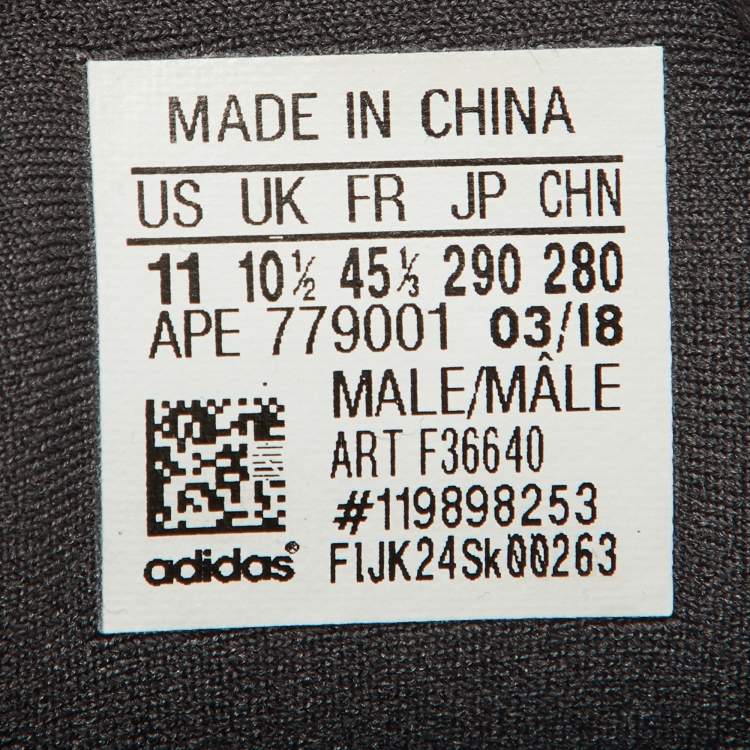 MADE IN CHINA
US UK FR JP CHN
11 10½ 45⅓ 290 280
APE 779001 03/18
MALE/MÂLE
ART F36640
#119898253
adidas® FlJK24Sk00263